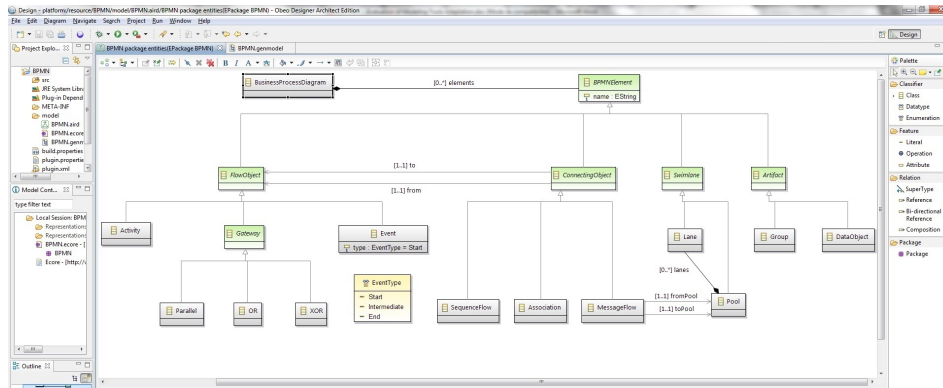 Design - platform:/resource/BPMN/model/BPMN.aird/BPMN package entities(EPackage BPMN) - Obeo Designer Architect Edition
File Edit Diagram Navigate Search Project Run Window Help
Design
Project Explo...
BPMN package entities(EPackage BPMN)
BPMN.genmodel
BPMN
src
JRE System Libra
Plug-in Depend
META-INF
model
BPMN.aird
BPMN.ecore
BPMN.genm
build.properties
plugin.propertie
plugin.xml
Model Cont...
type filter text
Local Session: BPM
Representations
Representations
BPMN.ecore - [
BPMN
Ecore - [http://
Outline
BusinessProcessDiagram
[0..*] elements
BPMNElement
name : EString
FlowObject
[1..1] to
[1..1] from
ConnectingObject
Swimlane
Artifact
Activity
Gateway
Event
type : EventType = Start
Lane
Group
DataObject
[0..*] lanes
EventType
Start
Intermediate
End
Parallel
OR
XOR
SequenceFlow
Association
MessageFlow
[1..1] fromPool
[1..1] toPool
Pool
Palette
Classifier
Class
Datatype
Enumeration
Feature
Literal
Operation
Attribute
Relation
SuperType
Reference
Bi-directional
Reference
Composition
Package
Package